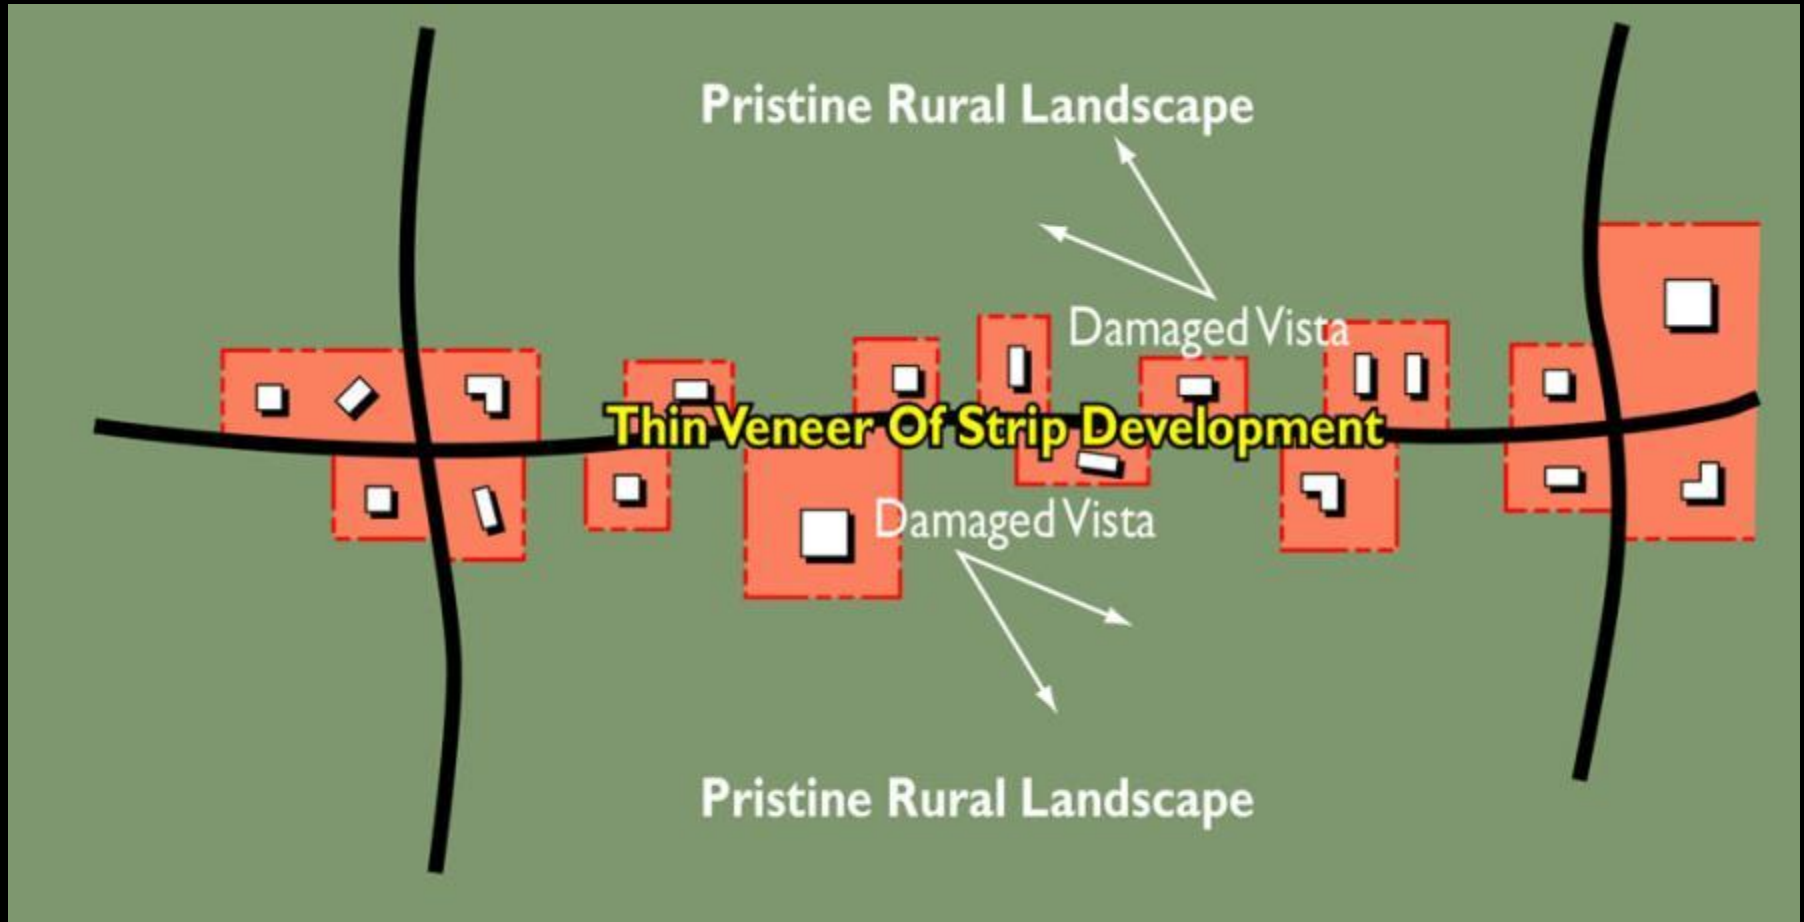 Pristine Rural Landscape
Damaged Vista
Thin Veneer Of Strip Development
Damaged Vista
Pristine Rural Landscape